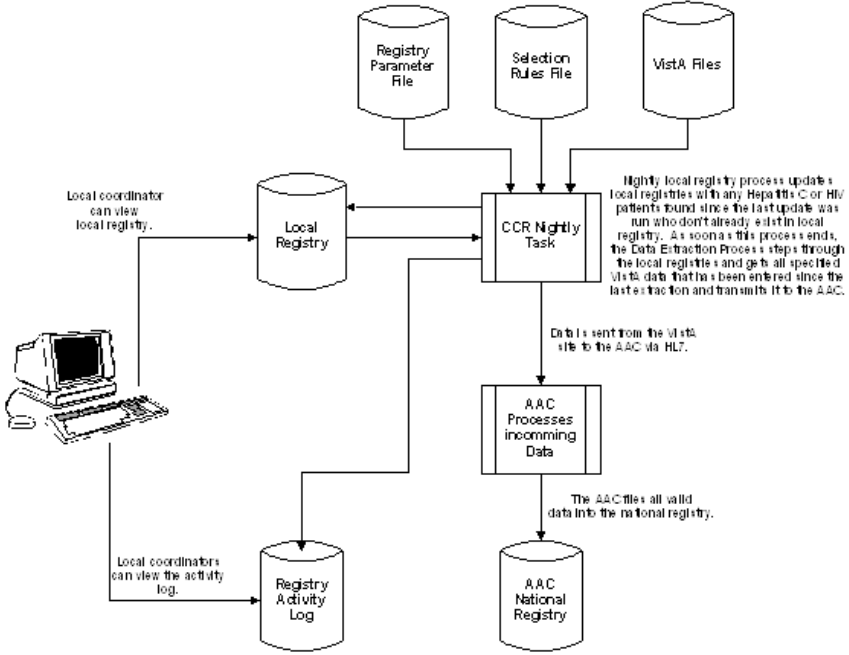 Registry
Parameter
File
Selection
Rules File
VistA Files
Local coordinator
can view
local registry.
Local
Registry
CCR Nightly
Task
Nightly local registry process updates
local registries with any Hepatitis C or HIV
patients found since the last update was
run who don't already exist in local
registry. As soon as this process ends,
the Data Extraction Process steps through
the local registries and gets all specified
VistA data that has been entered since the
last extraction and transmits it to the AAC.
Data is sent from the VistA
site to the AAC via HL7.
AAC
Processes
incomming
Data
The AAC files all valid
data into the national registry.
Local coordinators
can view the activity
log.
Registry
Activity
Log
AAC
National
Registry